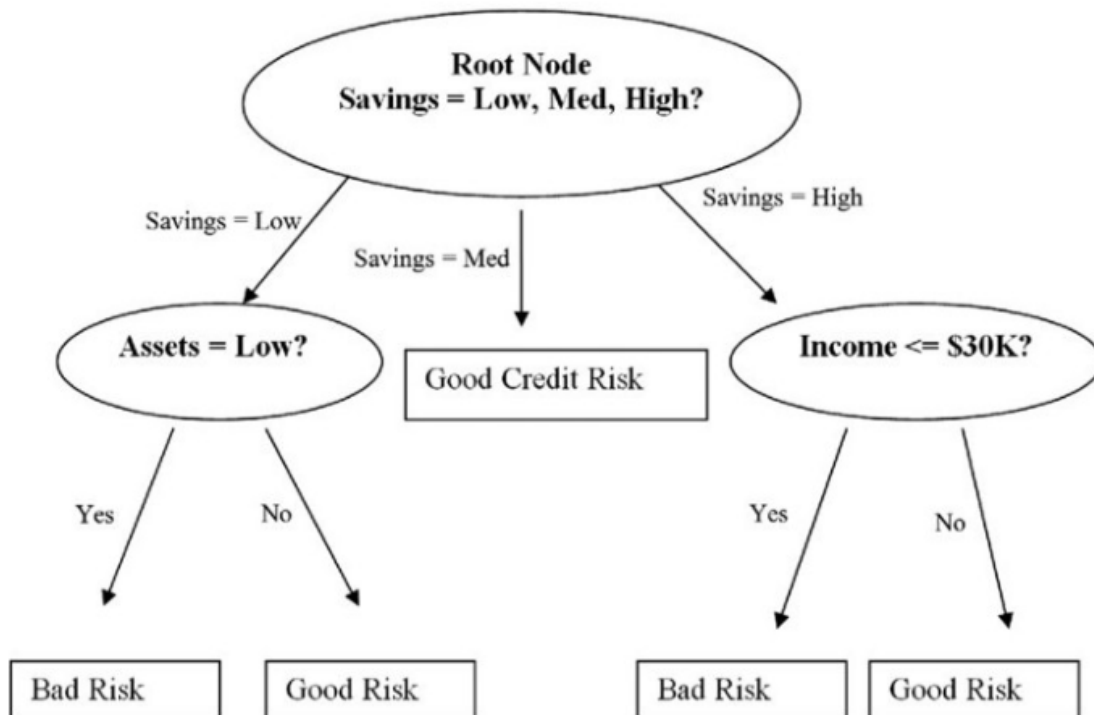 Root Node
Savings = Low, Med, High?
Savings = Low
Savings = Med
Savings = High
Assets = Low?
Good Credit Risk
Income <= $30K?
Yes
No
Yes
No
Bad Risk
Good Risk
Bad Risk
Good Risk